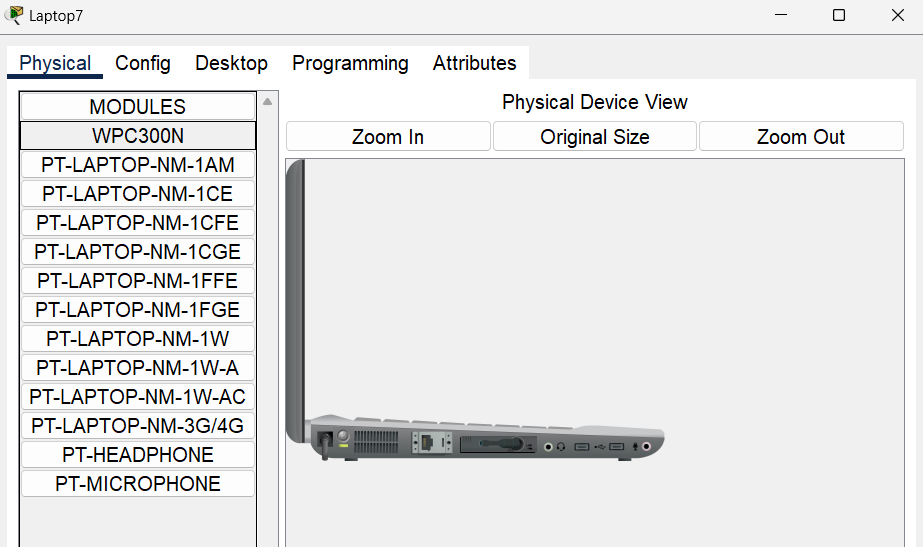 Laptop7
Physical Config Desktop Programming Attributes
MODULES
WPC300N
PT-LAPTOP-NM-1AM
PT-LAPTOP-NM-1CE
PT-LAPTOP-NM-1CFE
PT-LAPTOP-NM-1CGE
PT-LAPTOP-NM-1FFE
PT-LAPTOP-NM-1FGE
PT-LAPTOP-NM-1W
PT-LAPTOP-NM-1W-A
PT-LAPTOP-NM-1W-AC
PT-LAPTOP-NM-3G/4G
PT-HEADPHONE
PT-MICROPHONE
Physical Device View
Zoom In Original Size Zoom Out